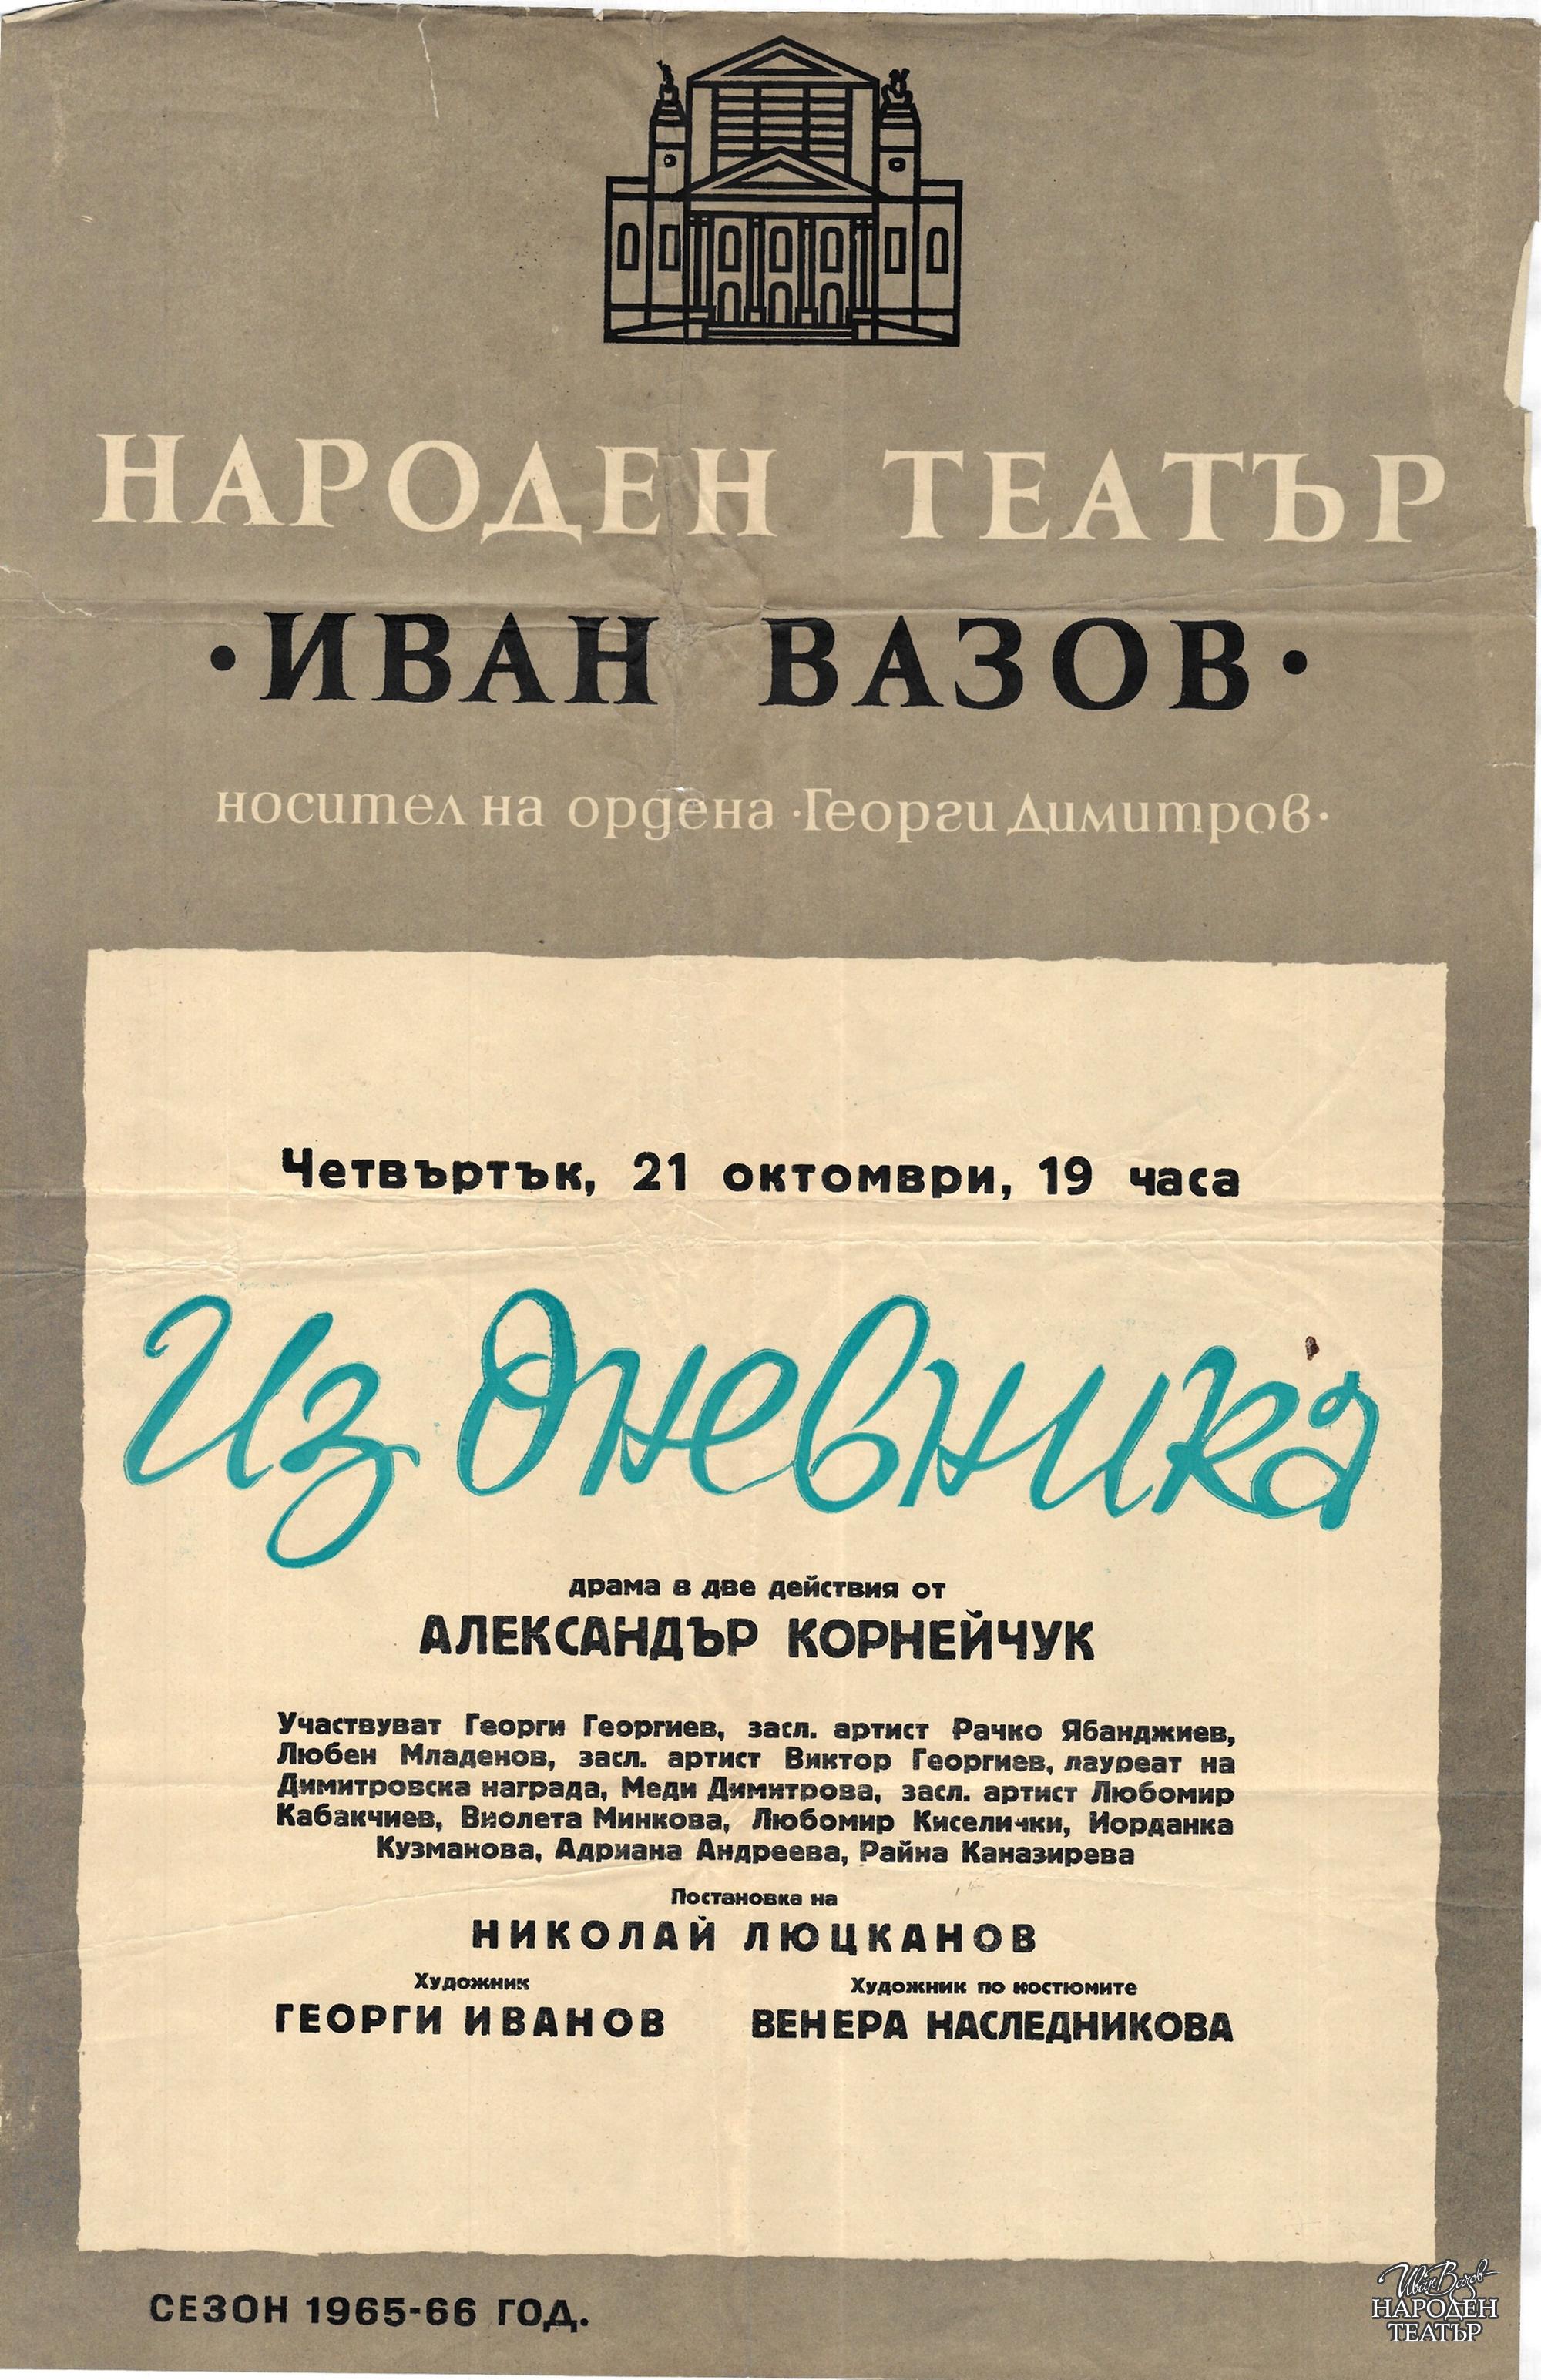 НАРОДЕН ТЕАТЪР
·ИВАН ВАЗОВ·
носител на ордена ·Георги Димитров·
Четвъртък, 21 октомври, 19 часа
Из дневника
драма в две действия от
АЛЕКСАНДЪР КОРНЕЙЧУК
Участвуват Георги Георгиев, засл. артист Рачко Ябанджиев,
Любен Младенов, засл. артист Виктор Георгиев, лауреат на
Димитровска награда, Меди Димитрова, засл. артист Любомир
Кабакчиев, Виолета Минкова, Любомир Киселички, Иорданка
Кузманова, Адриана Андреева, Райна Каназирева
Постановка на
НИКОЛАЙ ЛЮЦКАНОВ
Художник
ГЕОРГИ ИВАНОВ
Художник по костюмите
ВЕНЕРА НАСЛЕДНИКОВА
СЕЗОН 1965-66 ГОД.
Иван Вазов
НАРОДЕН
ТЕАТЪР